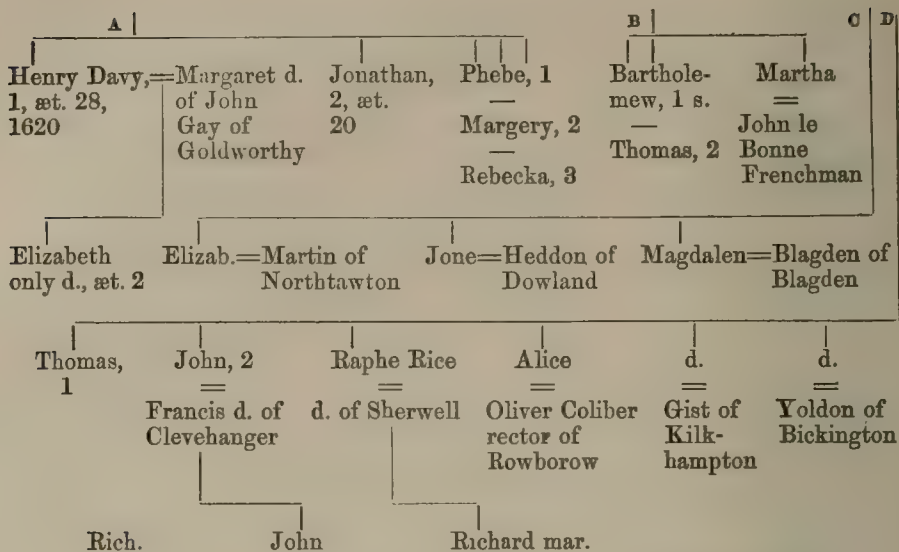 A B C D
Henry Davy,=Margaret d. Jonathan, Phebe, 1 Barthole- Martha
1, æt. 28, of John 2, æt. — mew, 1 s. =
1620 Gay of 20 Margery, 2 — John le
Goldworthy — Thomas, 2 Bonne
Rebecka, 3 Frenchman
Elizabeth Elizab.=Martin of Jone=Heddon of Magdalen=Blagden of
only d., æt. 2 Northtawton Dowland Blagden
Thomas, John, 2 Raphe Rice Alice d. d.
1 = = = = =
Francis d. of d. of Sherwell Oliver Coliber Gist of Yoldon of
Clevehanger rector of Kilk- Bickington
Rowborow hampton
Rich. John Richard mar.